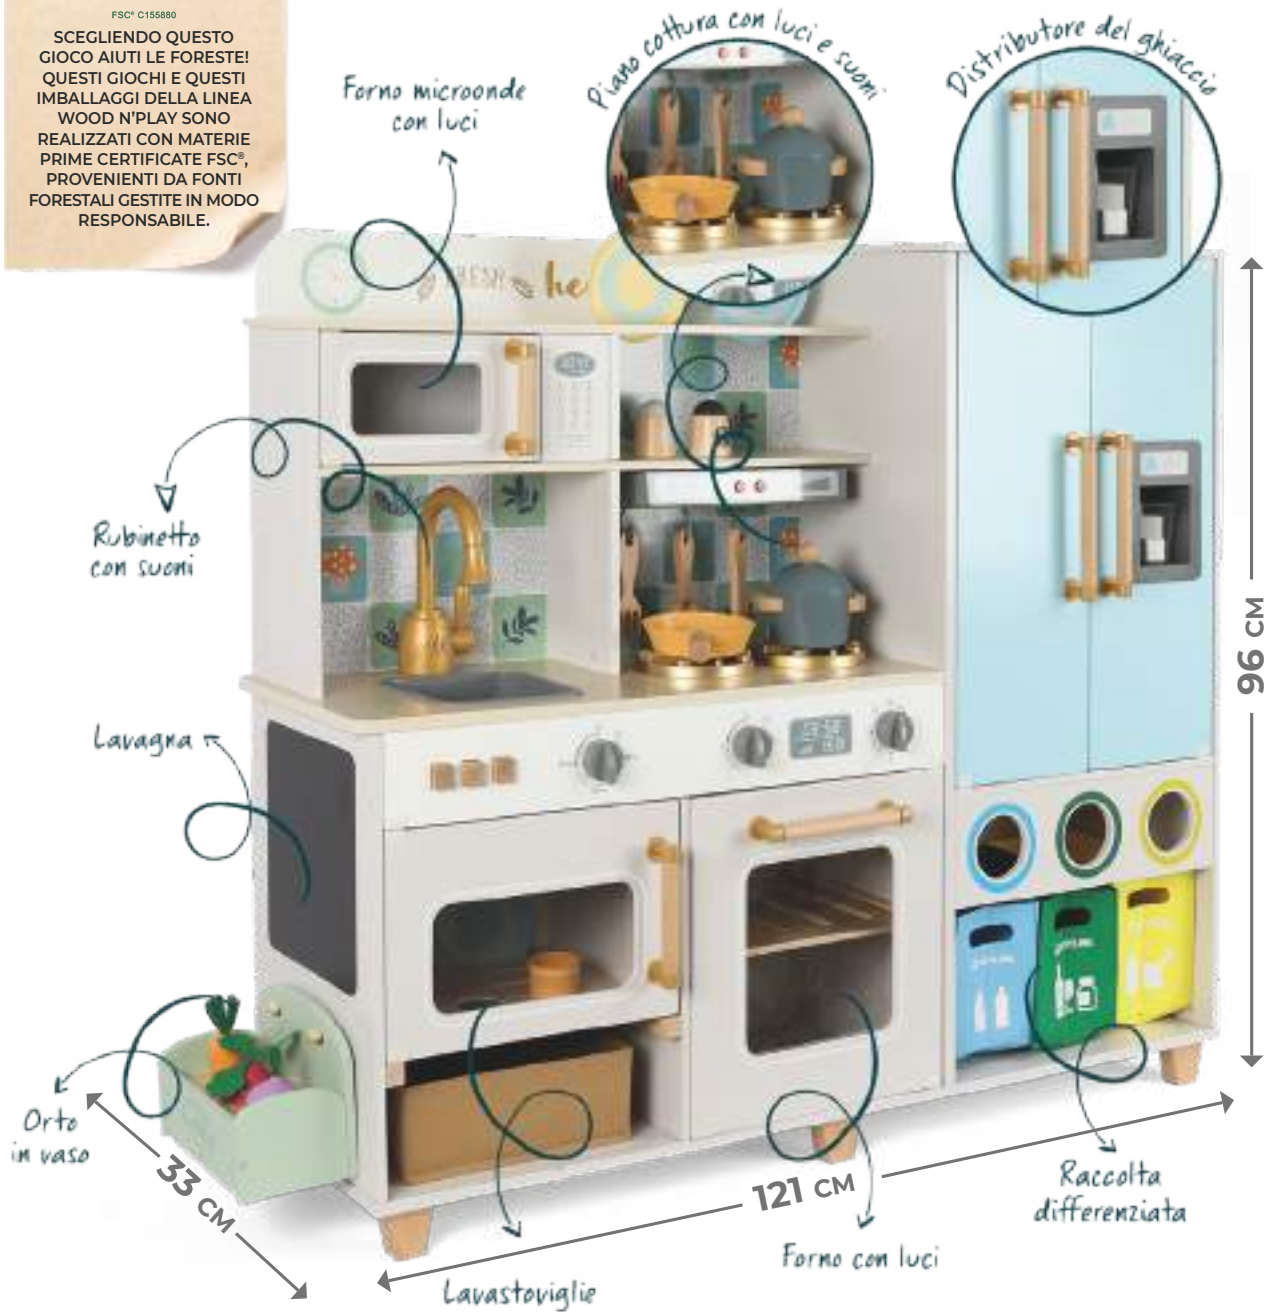 FSC® C155880
SCEGLIENDO QUESTO
GIOCO AIUTI LE FORESTE!
QUESTI GIOCHI E QUESTI
IMBALLAGGI DELLA LINEA
WOOD N'PLAY SONO
REALIZZATI CON MATERIE
PRIME CERTIFICATE FSC®,
PROVENIENTI DA FONTI
FORESTALI GESTITE IN MODO
RESPONSABILE.
Forno microonde
con luci
Piano cottura con luci e suoni
Distributore del ghiaccio
FRESH
he
Rubinetto
con suoni
96 CM
Lavagna
Orto
in vaso
33 CM
121 CM
Raccolta
differenziata
Forno con luci
Lavastoviglie